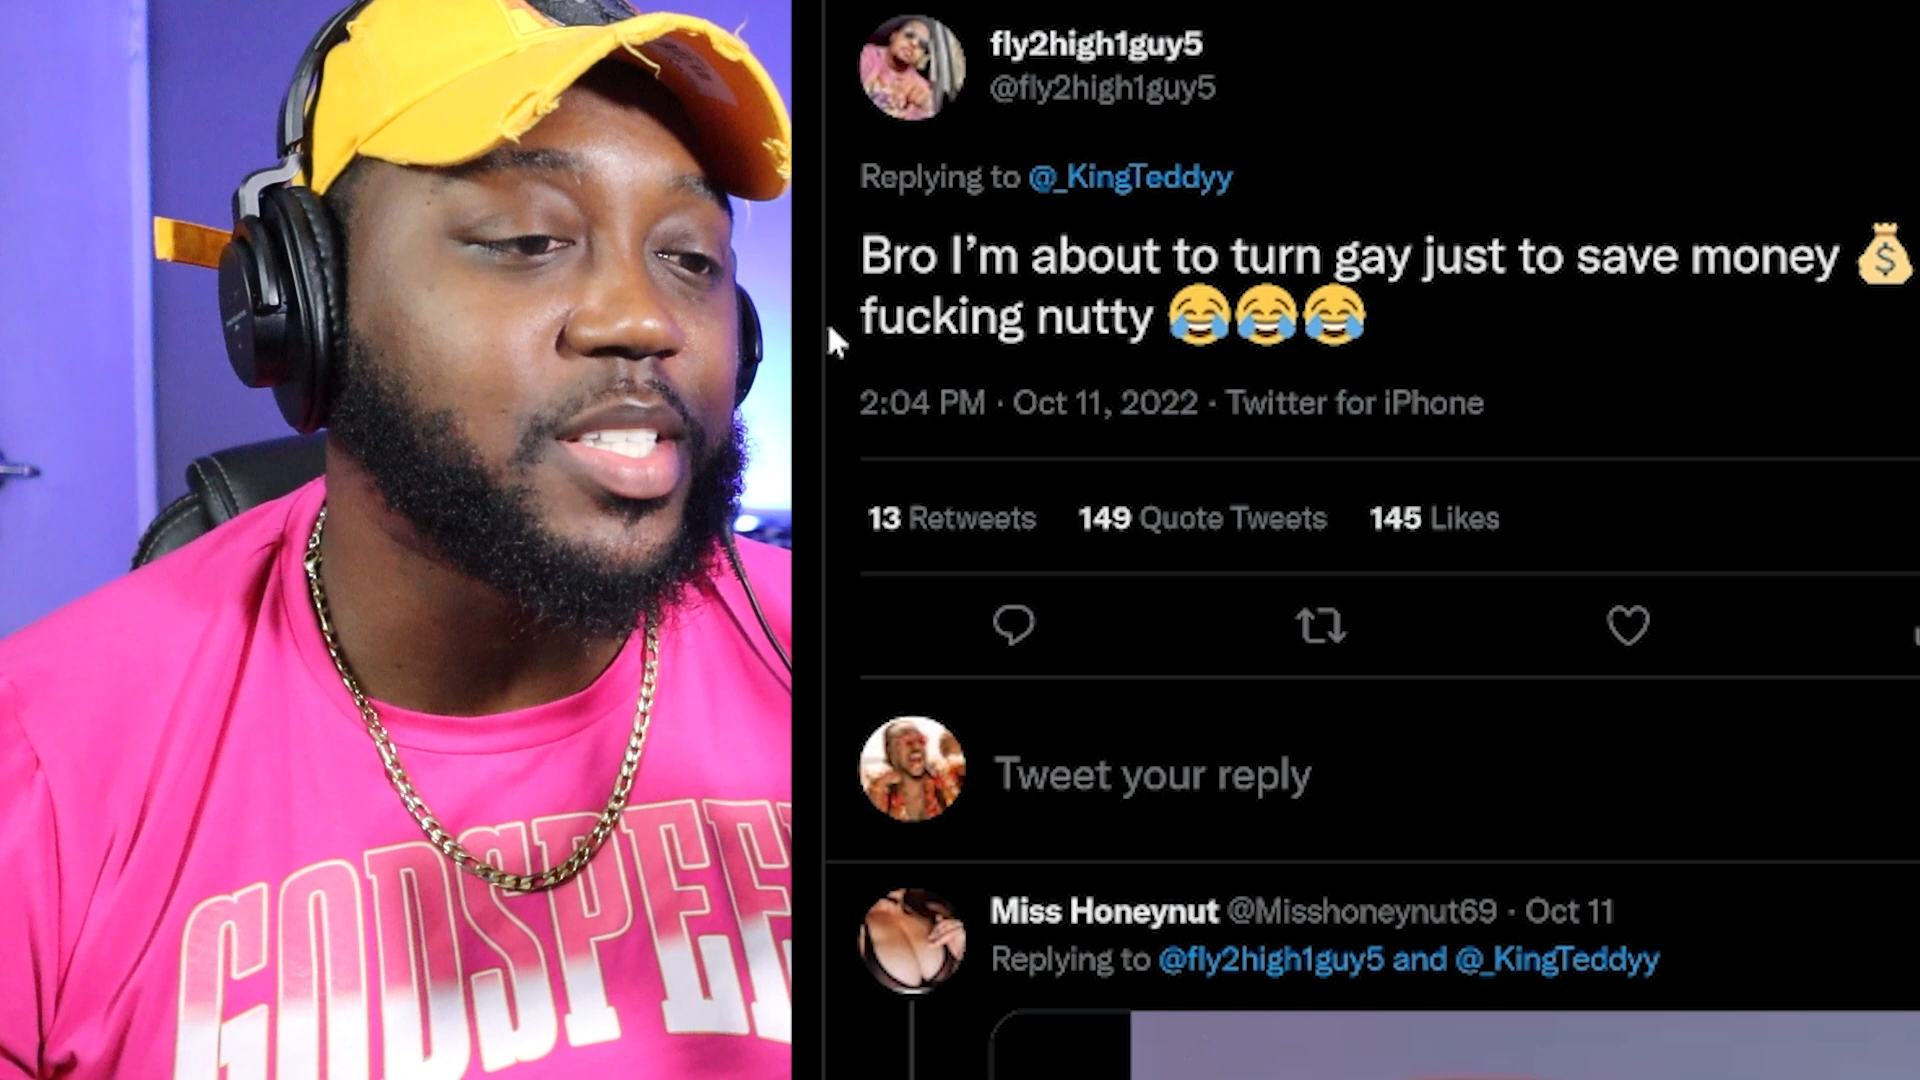 fly2high1guy5
@fly2high1guy5
Replying to @_KingTeddyy
Bro I’m about to turn gay just to save money 💰
fucking nutty 😂😂😂
2:04 PM · Oct 11, 2022 · Twitter for iPhone
13 Retweets 149 Quote Tweets 145 Likes
Tweet your reply
Miss Honeynut @Misshoneynut69 · Oct 11
Replying to @fly2high1guy5 and @_KingTeddyy
GODSPEE